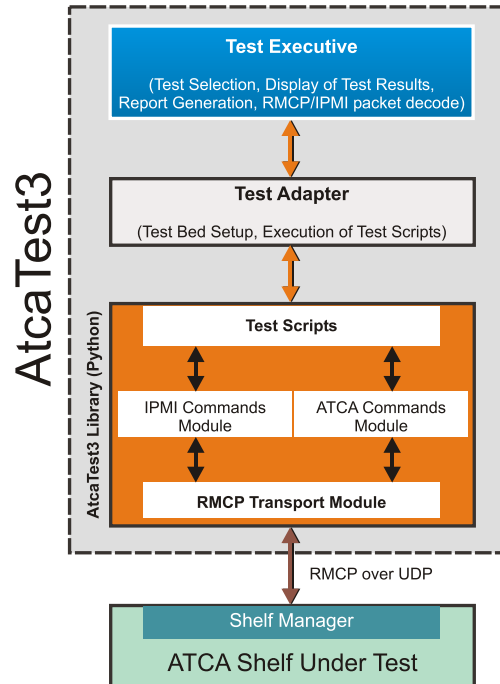 AtcaTest3
Test Executive
(Test Selection, Display of Test Results,
Report Generation, RMCP/IPMI packet decode)
Test Adapter
(Test Bed Setup, Execution of Test Scripts)
AtcaTest3 Library (Python)
Test Scripts
IPMI Commands
Module
ATCA Commands
Module
RMCP Transport Module
RMCP over UDP
Shelf Manager
ATCA Shelf Under Test